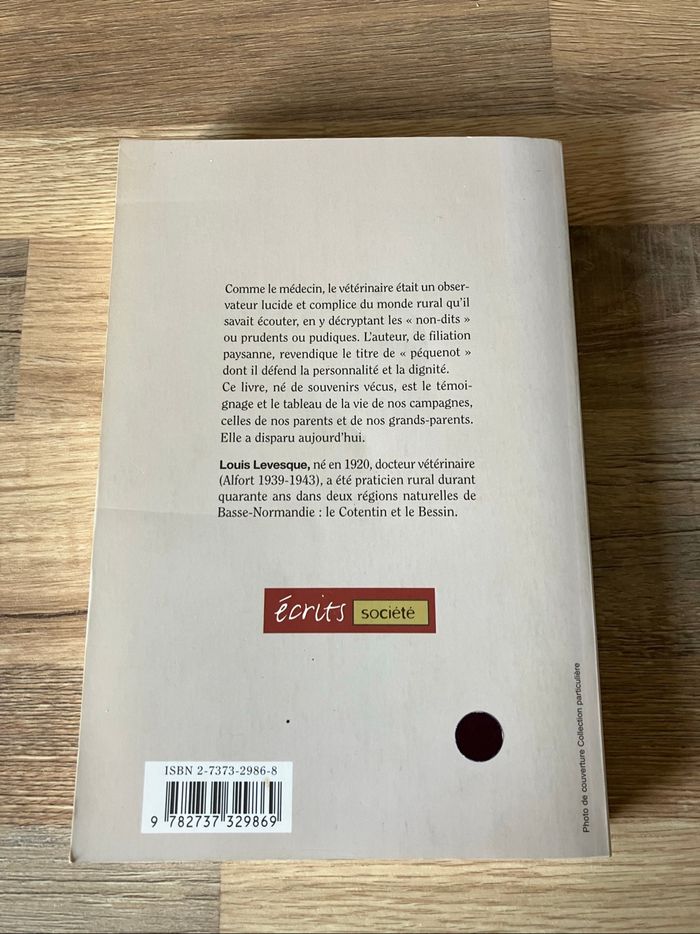 Comme le médecin, le vétérinaire était un obser-
vateur lucide et complice du monde rural qu'il
savait écouter, en y décryptant les « non-dits »
ou prudents ou pudiques. L'auteur, de filiation
paysanne, revendique le titre de « péquenot »
dont il défend la personnalité et la dignité.
Ce livre, né de souvenirs vécus, est le témoi-
gnage et le tableau de la vie de nos campagnes,
celles de nos parents et de nos grands-parents.
Elle a disparu aujourd'hui.
Louis Levesque, né en 1920, docteur vétérinaire
(Alfort 1939-1943), a été praticien rural durant
quarante ans dans deux régions naturelles de
Basse-Normandie : le Cotentin et le Bessin.
écrits société
ISBN 2-7373-2986-8
9 782737 329869
Photo de couverture Collection particulière